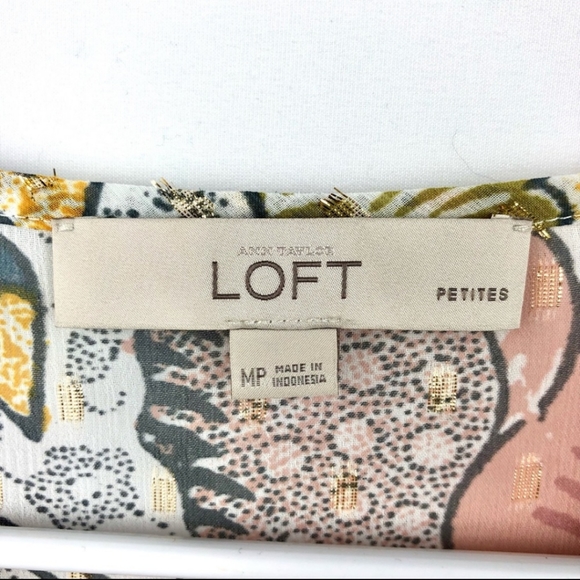 ANN TAYLOR
LOFT
PETITES
MP MADE IN
INDONESIA